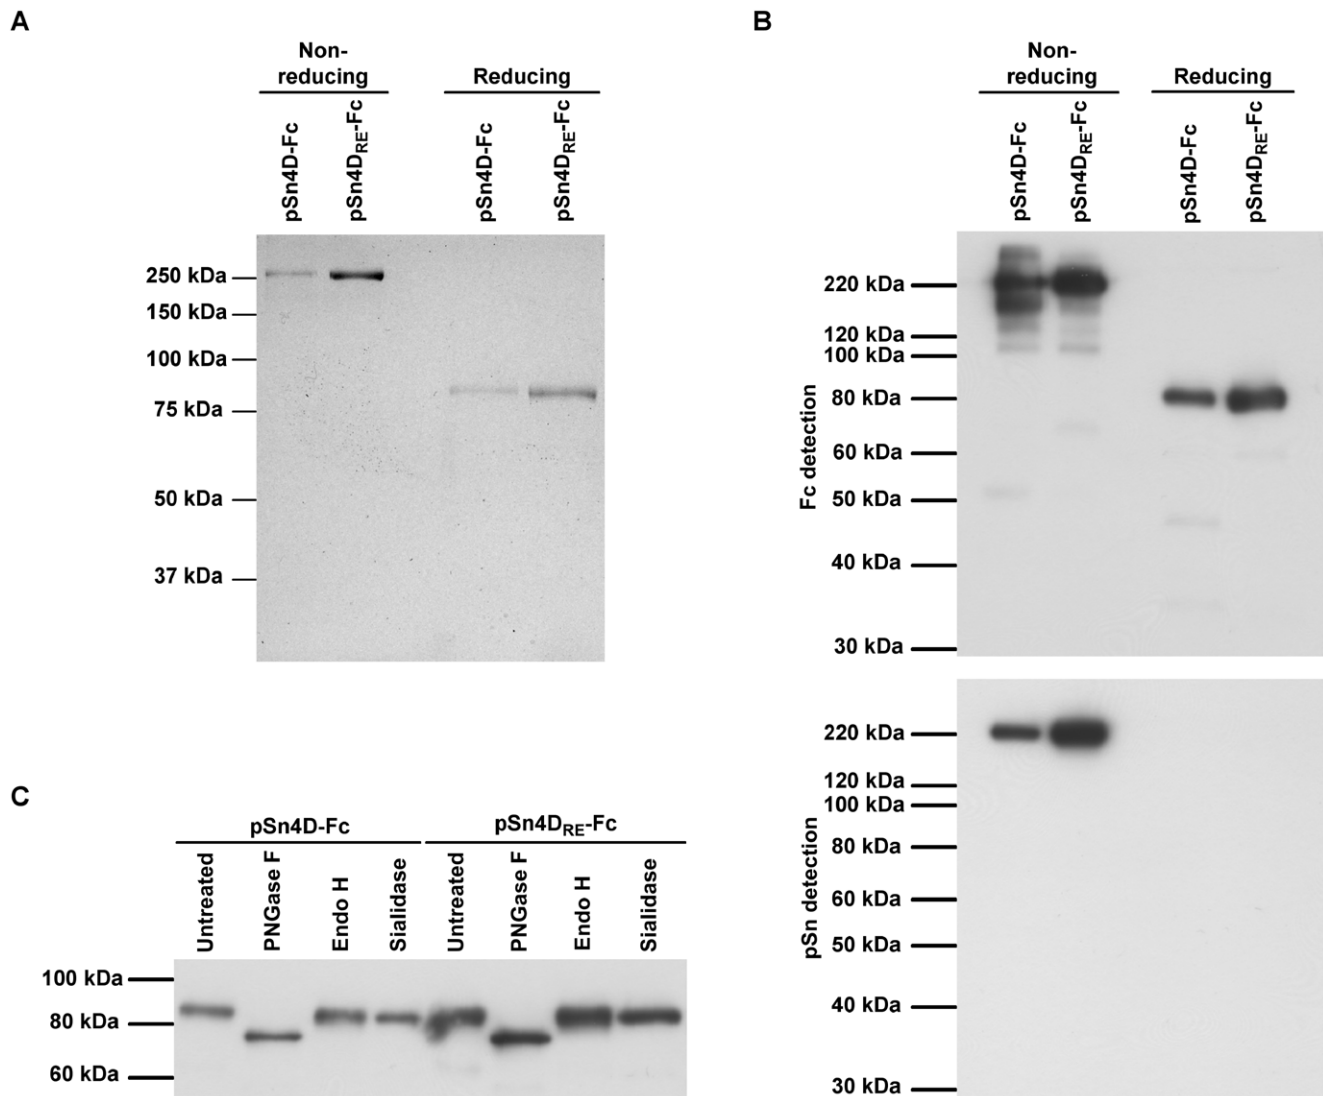 A
Non-
reducing
Reducing
pSn4D-Fc
pSn4DRE-Fc
pSn4D-Fc
pSn4DRE-Fc
250 kDa
150 kDa
100 kDa
75 kDa
50 kDa
37 kDa
B
Non-
reducing
Reducing
pSn4D-Fc
pSn4DRE-Fc
pSn4D-Fc
pSn4DRE-Fc
Fc detection
220 kDa
120 kDa
100 kDa
80 kDa
60 kDa
50 kDa
40 kDa
30 kDa
pSn detection
220 kDa
120 kDa
100 kDa
80 kDa
60 kDa
50 kDa
40 kDa
30 kDa
C
pSn4D-Fc
pSn4DRE-Fc
Untreated
PNGase F
Endo H
Sialidase
Untreated
PNGase F
Endo H
Sialidase
100 kDa
80 kDa
60 kDa